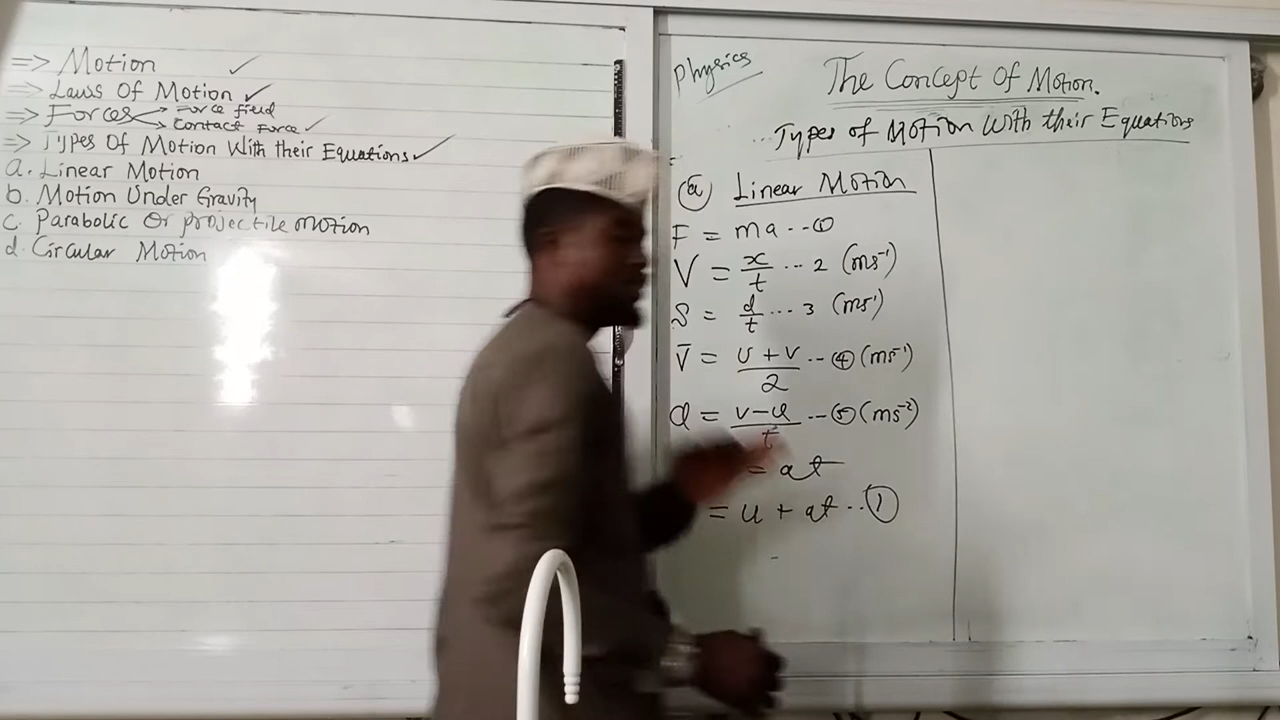 => Motion ✓
=> Laws Of Motion ✓
=> Forces
Force field
Contact Force ✓
=> Types Of Motion With their Equations ✓
a. Linear Motion
b. Motion Under Gravity
c. Parabolic Or projectile motion
d. Circular Motion
Physics
The Concept Of Motion.
Types of Motion With their Equations
(a) Linear Motion
F = ma -- ①
V = x/t --- 2 (ms⁻¹)
S = d/t --- 3 (ms⁻¹)
V̄ = u + v / 2 -- ④ (ms⁻¹)
a = v - u / t -- ⑤ (ms⁻²)
= at
= u + at -- ①